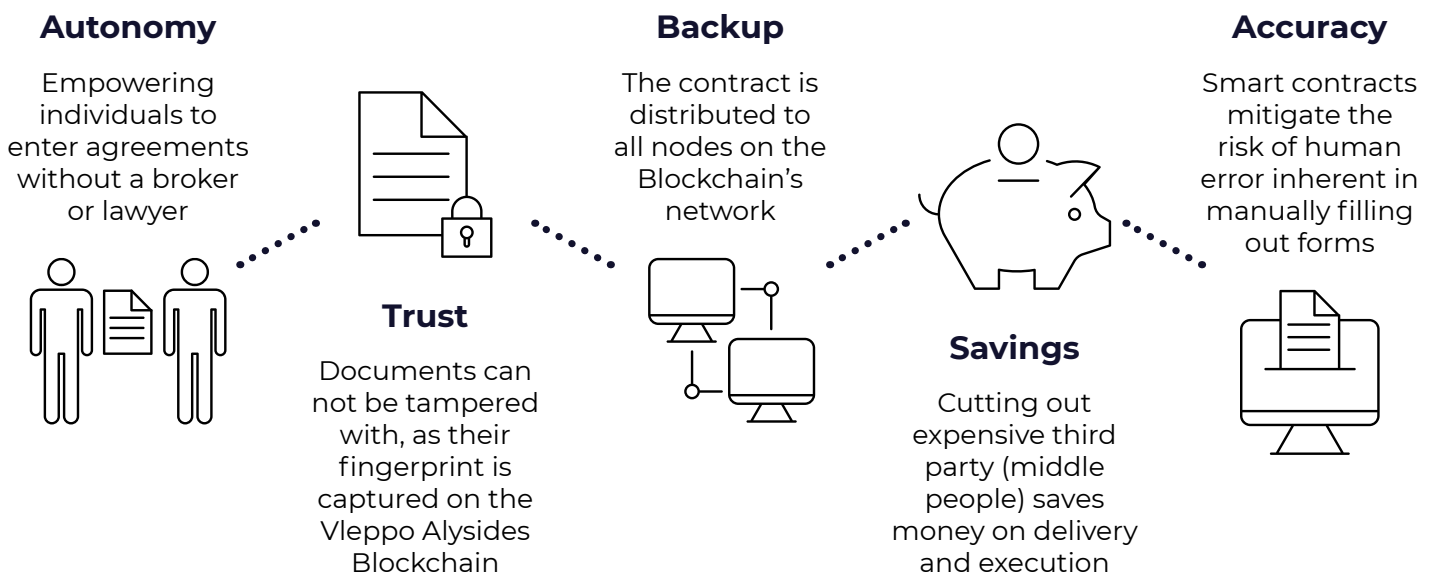 Autonomy
Empowering
individuals to
enter agreements
without a broker
or lawyer
Trust
Documents can
not be tampered
with, as their
fingerprint is
captured on the
Vleppo Alysides
Blockchain
Backup
The contract is
distributed to
all nodes on the
Blockchain’s
network
Savings
Cutting out
expensive third
party (middle
people) saves
money on delivery
and execution
Accuracy
Smart contracts
mitigate the
risk of human
error inherent in
manually filling
out forms